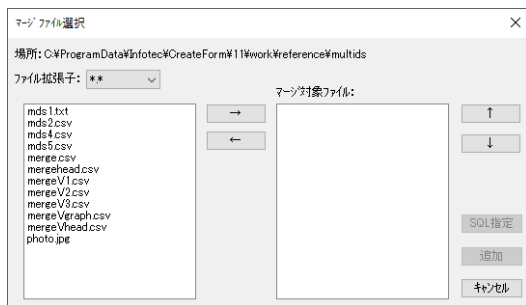 マージファイル選択
場所: C:¥ProgramData¥Infotec¥CreateForm¥11¥work¥reference¥multids
ファイル拡張子: *.*
マージ対象ファイル:
mds1.txt
mds2.csv
mds4.csv
mds5.csv
merge.csv
mergehead.csv
mergeV1.csv
mergeV2.csv
mergeV3.csv
mergeVgraph.csv
mergeVhead.csv
photo.jpg
→
←
↑
↓
SQL指定
追加
キャンセル